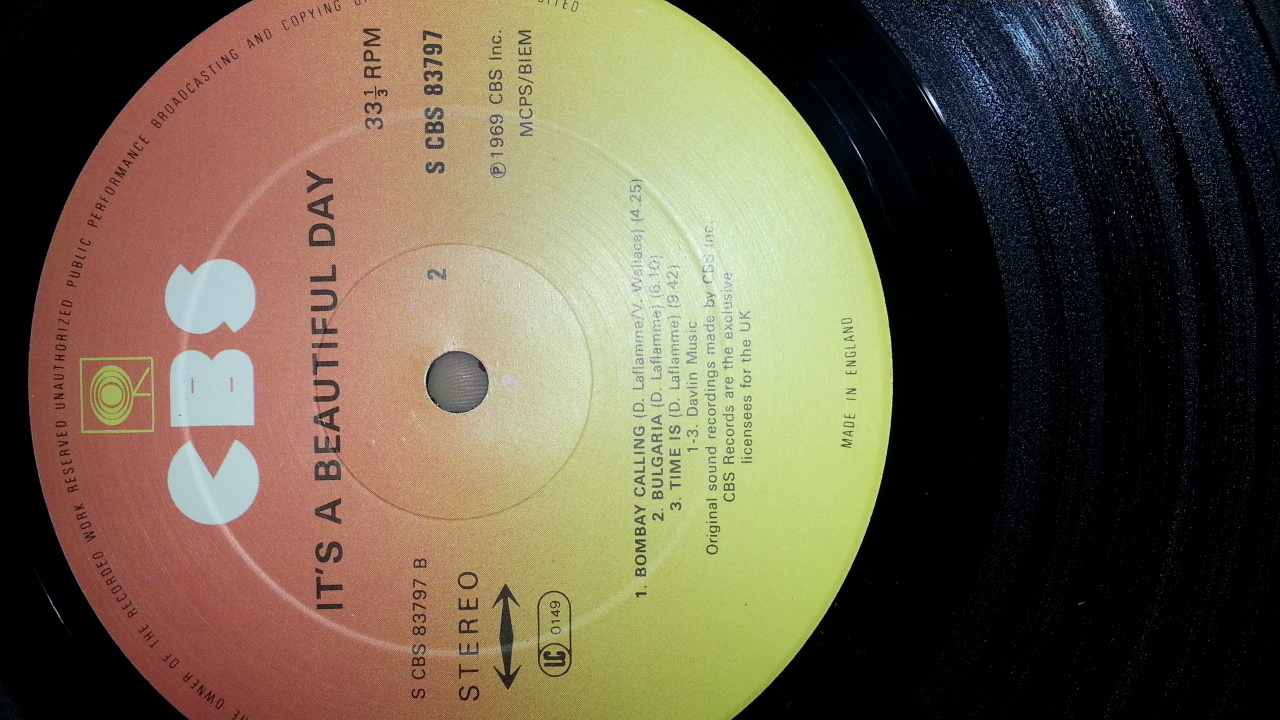 THE OWNER OF THE RECORDED WORK RESERVED UNAUTHORIZED PUBLIC PERFORMANCE BROADCASTING AND COPYING
CBS
IT'S A BEAUTIFUL DAY
33⅓ RPM
S CBS 83797 B
S CBS 83797
STEREO
2
℗ 1969 CBS Inc.
MCPS/BIEM
LC 0149
1. BOMBAY CALLING (D. Laflamme/V. Wallace) (4.25)
2. BULGARIA (D. Laflamme) (6.10)
3. TIME IS (D. Laflamme) (9.42)
1-3. Davlin Music
Original sound recordings made by CBS Inc.
CBS Records are the exclusive
licensees for the UK
MADE IN ENGLAND